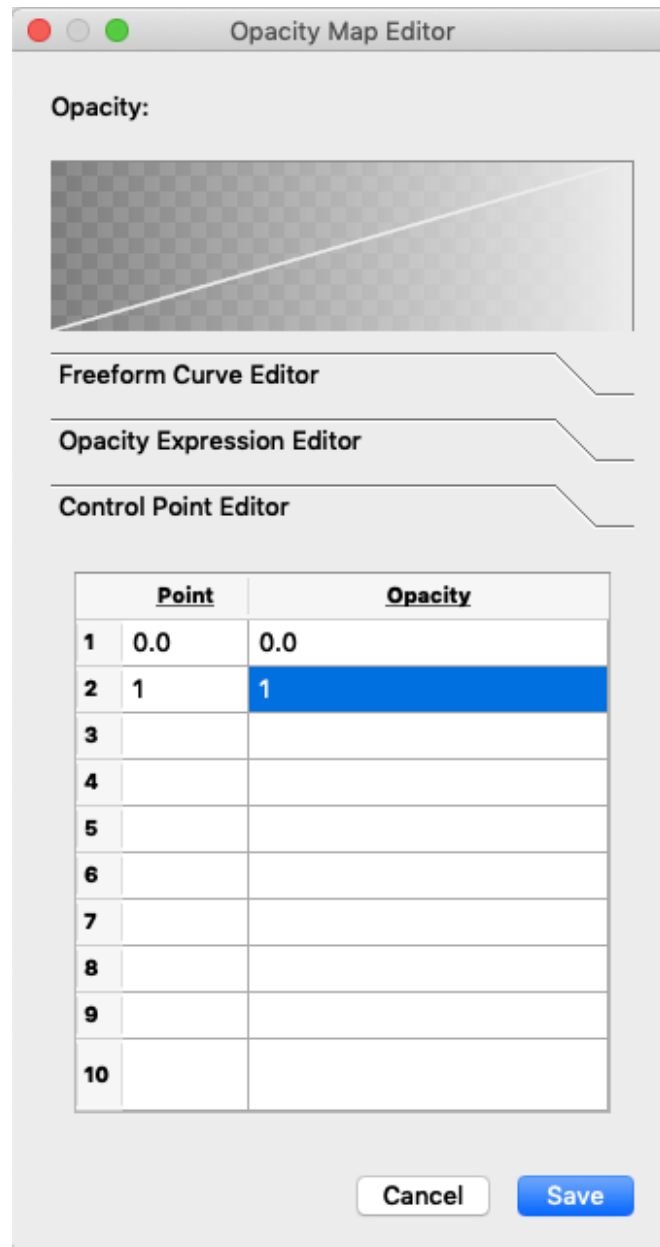 Opacity Map Editor
Opacity:
Freeform Curve Editor
Opacity Expression Editor
Control Point Editor
Point Opacity
1 0.0 0.0
2 1 1
3
4
5
6
7
8
9
10
Cancel Save